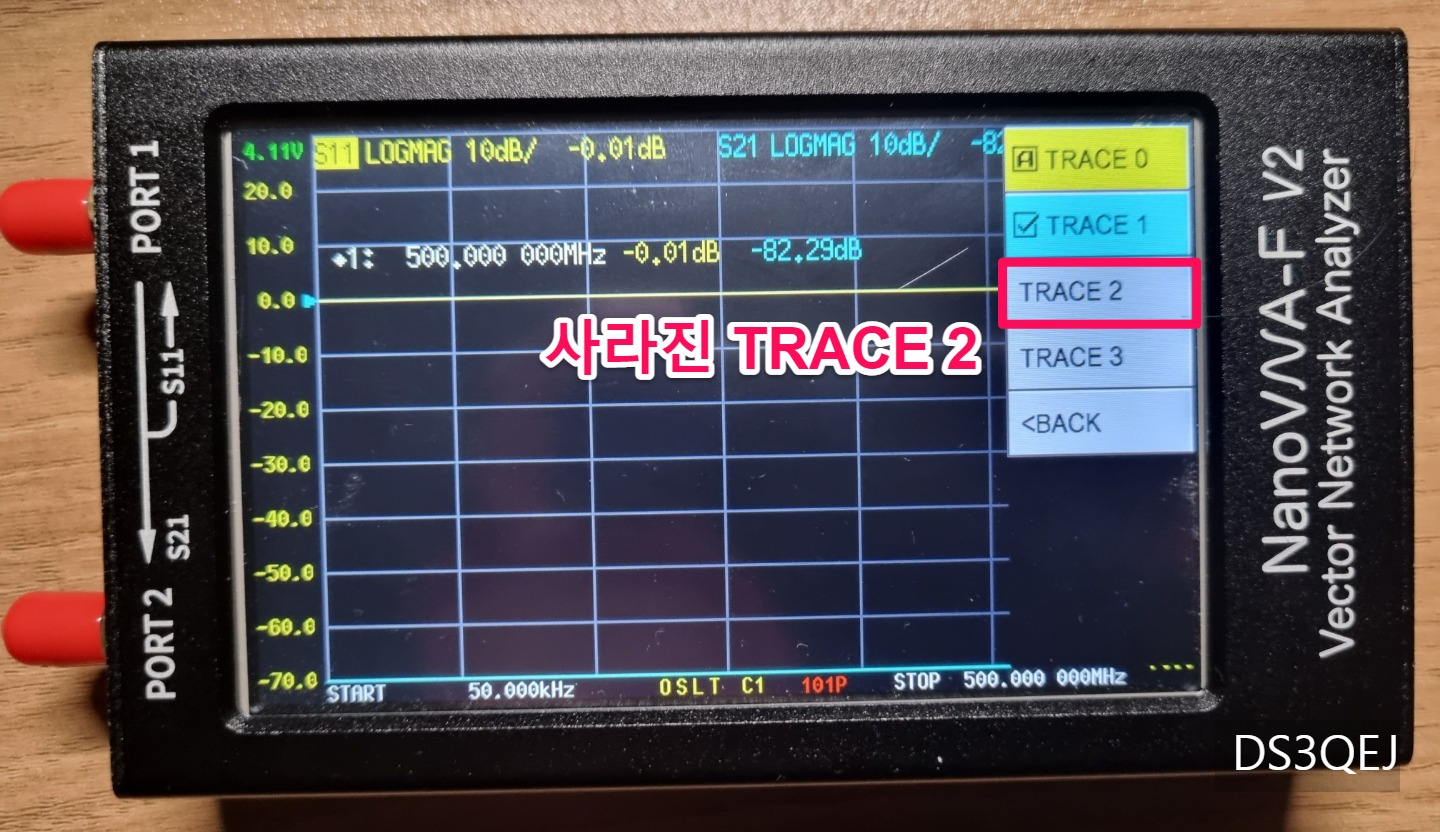 4.11V
S11 LOGMAG 10dB/ -0.01dB S21 LOGMAG 10dB/ -82
20.0
10.0
◆1: 500.000 000MHz -0.01dB -82.29dB
0.0
-10.0
-20.0
-30.0
-40.0
-50.0
-60.0
-70.0
START 50.000kHz OSLT C1 101P STOP 500.000 000MHz
A TRACE 0
TRACE 1
TRACE 2
TRACE 3
<BACK
사라진 TRACE 2
PORT 1
S11
S21
PORT 2
NanoVNA-F V2
Vector Network Analyzer
DS3QEJ